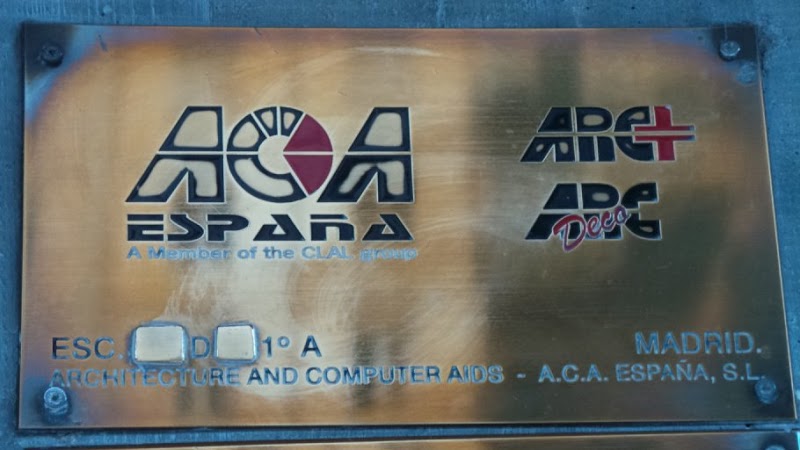 ACA
ESPAÑA
A Member of the CLAL group
ARC+
ARC
Deco
ESC. D 1º A MADRID.
ARCHITECTURE AND COMPUTER AIDS - A.C.A. ESPAÑA, S.L.